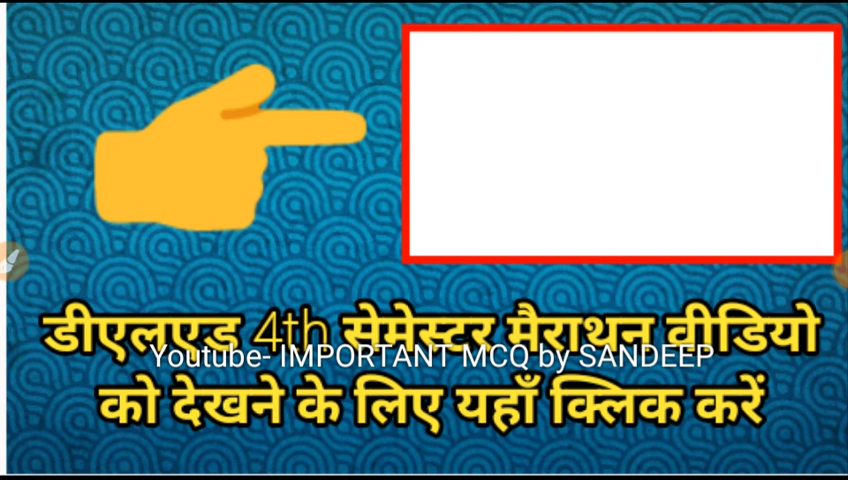 डीएलएड 4th सेमेस्टर मैराथन वीडियो
Youtube- IMPORTANT MCQ by SANDEEP
को देखने के लिए यहाँ क्लिक करें